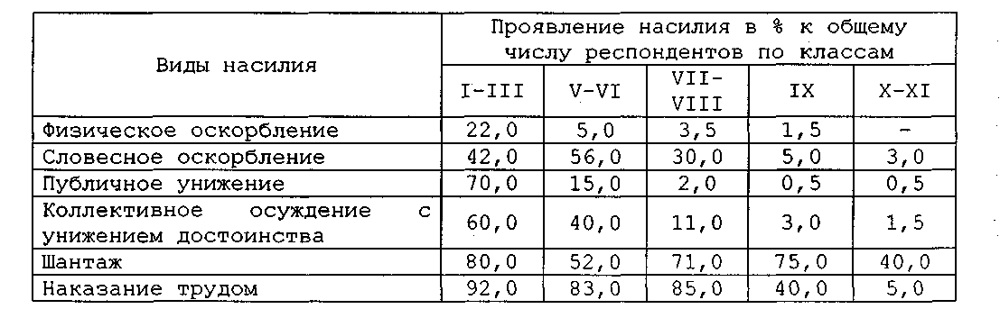 Виды насилия
Проявление насилия в % к общему
числу респондентов по классам
I-III V-VI VII- IX X-XI
VIII
Физическое оскорбление 22,0 5,0 3,5 1,5 –
Словесное оскорбление 42,0 56,0 30,0 5,0 3,0
Публичное унижение 70,0 15,0 2,0 0,5 0,5
Коллективное осуждение с
унижением достоинства 60,0 40,0 11,0 3,0 1,5
Шантаж 80,0 52,0 71,0 75,0 40,0
Наказание трудом 92,0 83,0 85,0 40,0 5,0